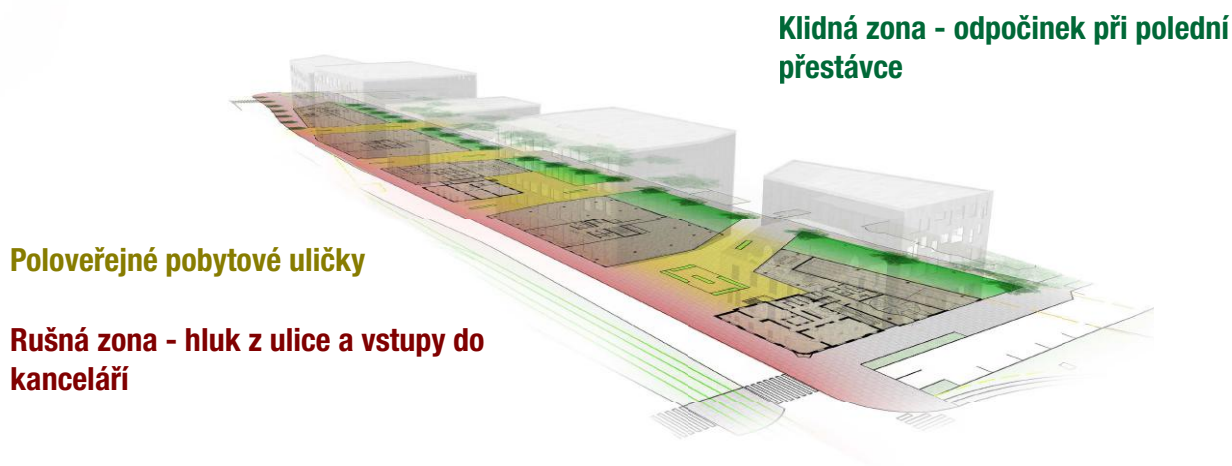 Klidná zona - odpočinek při polední
přestávce
Poloveřejné pobytové uličky
Rušná zona - hluk z ulice a vstupy do
kanceláří